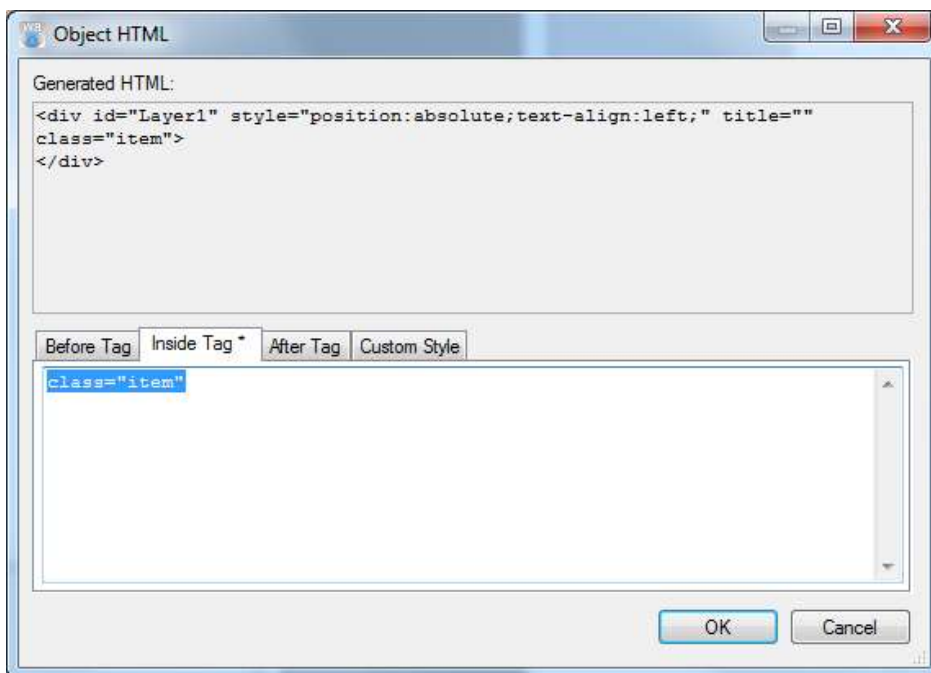 Object HTML
Generated HTML:
<div id="Layer1" style="position:absolute;text-align:left;" title=""
class="item">
</div>
Before Tag Inside Tag * After Tag Custom Style
class="item"
OK Cancel